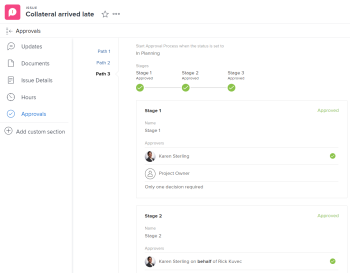 ISSUE
Collateral arrived late
Approvals
Updates
Documents
Issue Details
Hours
Approvals
Add custom section
Path 1
Path 2
Path 3
Start Approval Process when the status is set to
In Planning
Stages
Stage 1
Approved
Stage 2
Approved
Stage 3
Approved
Stage 1
Approved
Name
Stage 1
Approvers
Karen Sterling
Project Owner
Only one decision required
Stage 2
Approved
Name
Stage 2
Approvers
Karen Sterling on behalf of Rick Kuvec